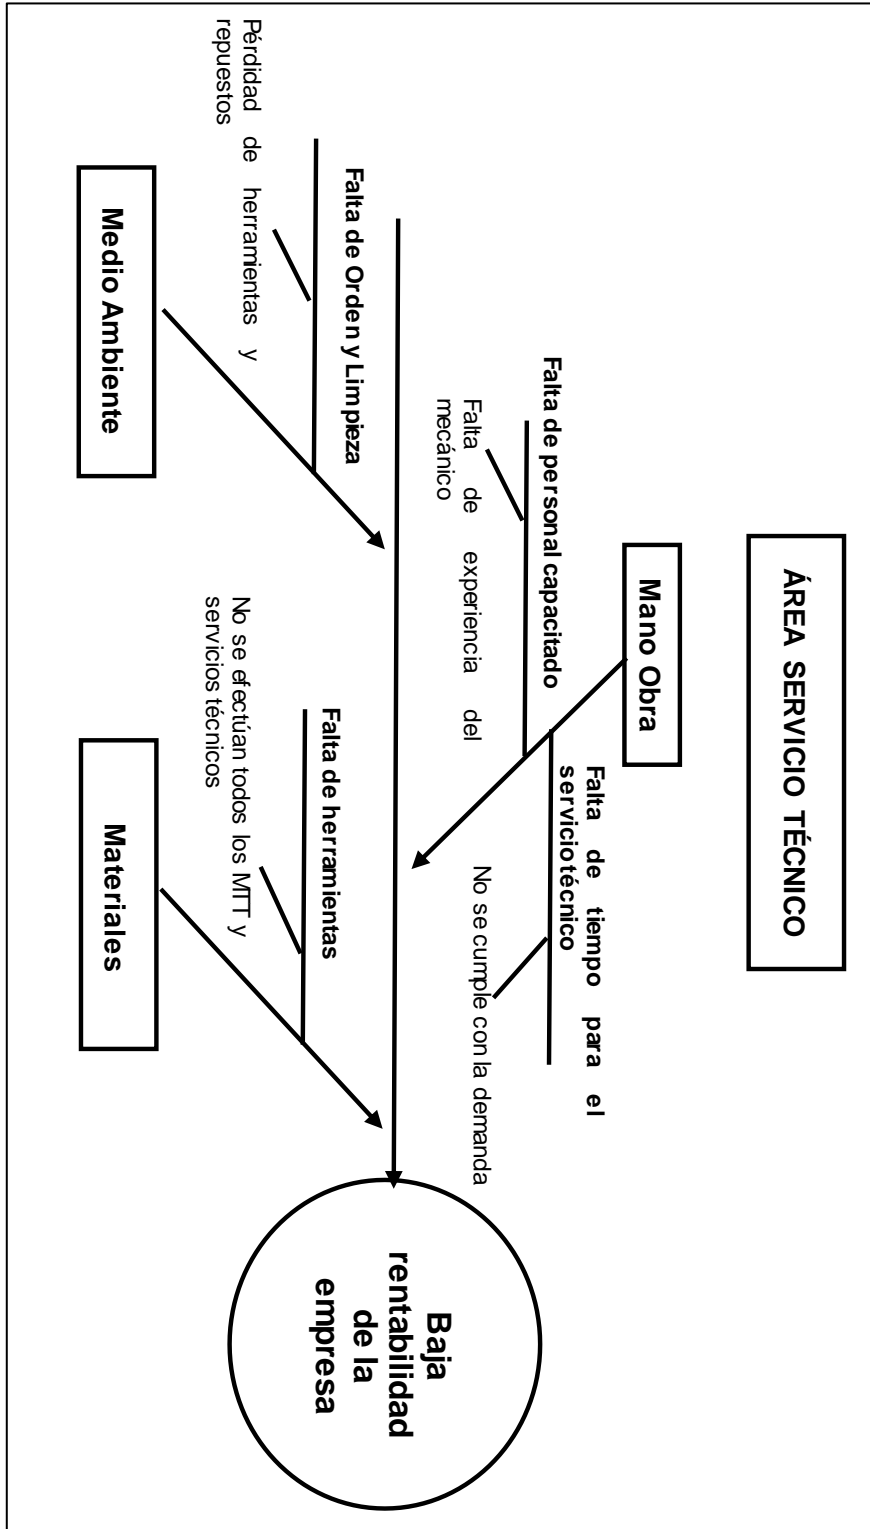 ÁREA SERVICIO TÉCNICO
Mano Obra
Falta de personal capacitado
Falta de experiencia del
mecánico
Falta de tiempo para el
servicio técnico
No se cumple con la demanda
Baja
rentabilidad
de la
empresa
Falta de Orden y Limpieza
Pérdidad de herramientas y
repuestos
Medio Ambiente
Falta de herramientas
No se efectúan todos los MTT y
servicios técnicos
Materiales